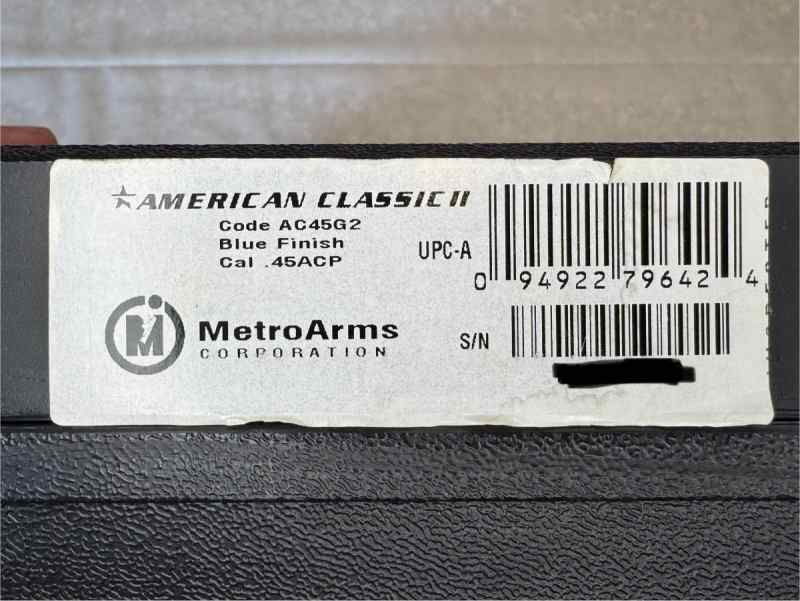 AMERICAN CLASSIC II
Code AC45G2
Blue Finish
Cal .45ACP
UPC-A
0 94922 79642 4
M
MetroArms
CORPORATION
S/N